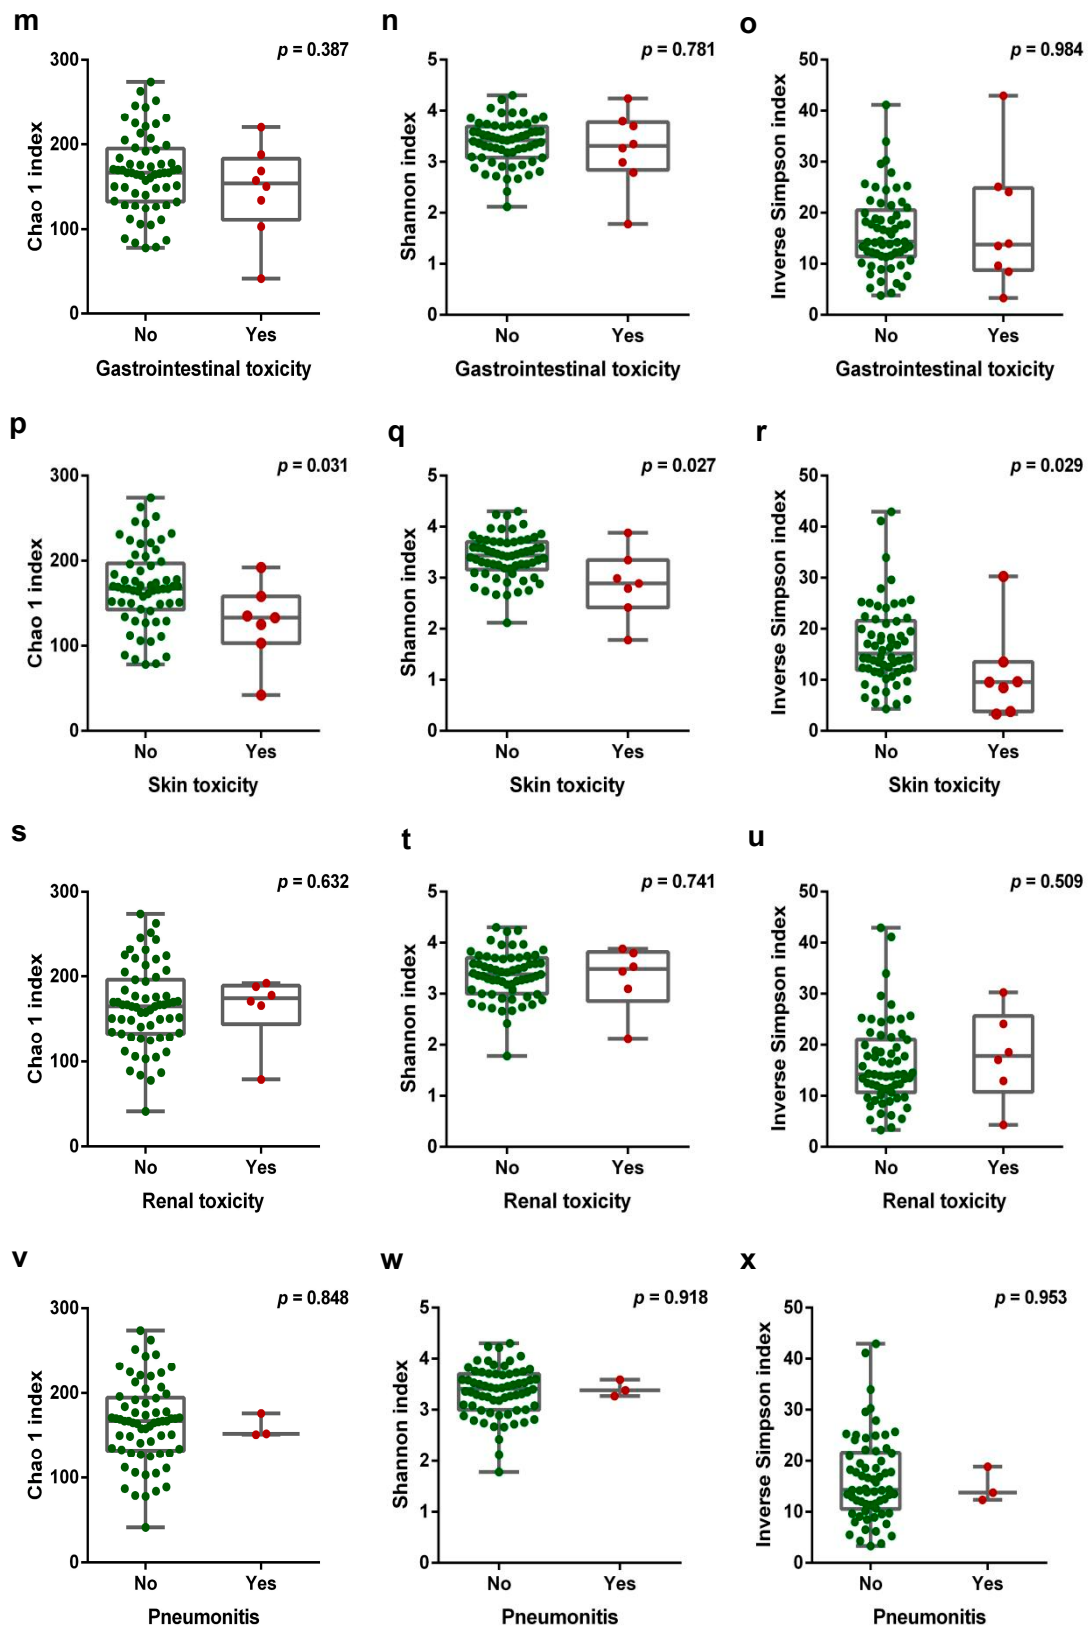 m
p = 0.387
Chao 1 index
300
200
100
0
No
Yes
Gastrointestinal toxicity
n
p = 0.781
Shannon index
5
4
3
2
1
0
No
Yes
Gastrointestinal toxicity
o
p = 0.984
Inverse Simpson index
50
40
30
20
10
0
No
Yes
Gastrointestinal toxicity
p
p = 0.031
Chao 1 index
300
200
100
0
No
Yes
Skin toxicity
q
p = 0.027
Shannon index
5
4
3
2
1
0
No
Yes
Skin toxicity
r
p = 0.029
Inverse Simpson index
50
40
30
20
10
0
No
Yes
Skin toxicity
s
p = 0.632
Chao 1 index
300
200
100
0
No
Yes
Renal toxicity
t
p = 0.741
Shannon index
5
4
3
2
1
0
No
Yes
Renal toxicity
u
p = 0.509
Inverse Simpson index
50
40
30
20
10
0
No
Yes
Renal toxicity
v
p = 0.848
Chao 1 index
300
200
100
0
No
Yes
Pneumonitis
w
p = 0.918
Shannon index
5
4
3
2
1
0
No
Yes
Pneumonitis
x
p = 0.953
Inverse Simpson index
50
40
30
20
10
0
No
Yes
Pneumonitis